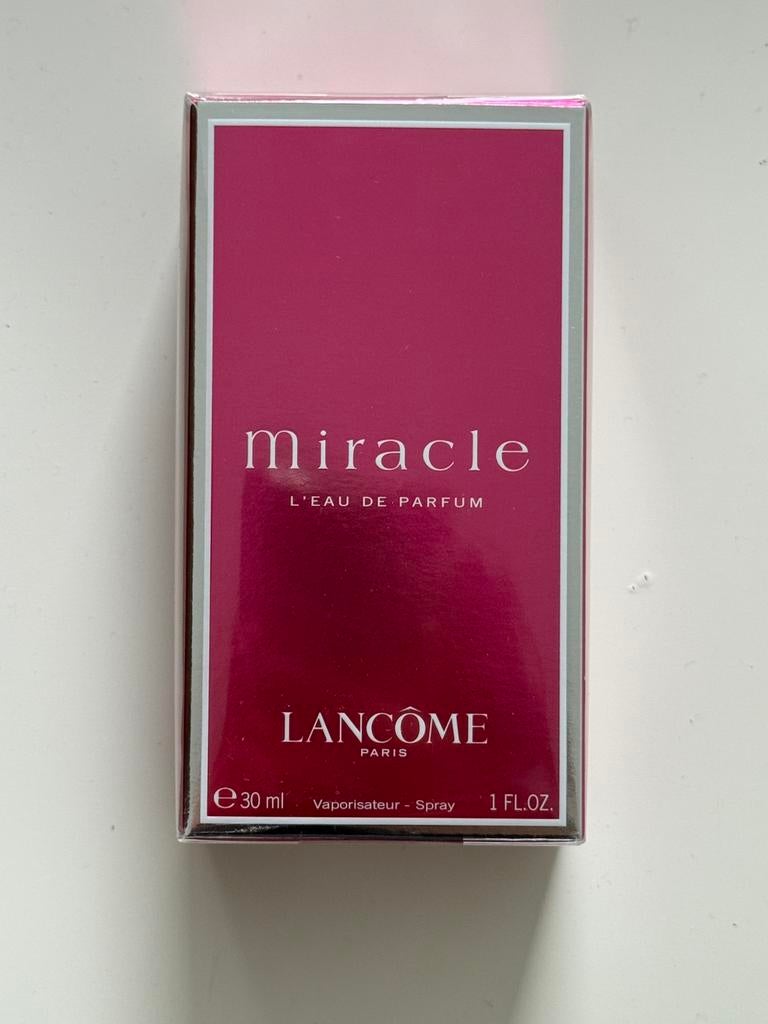 miracle
L'EAU DE PARFUM
LANCÔME
PARIS
℮30 ml Vaporisateur - Spray 1 FL.OZ.